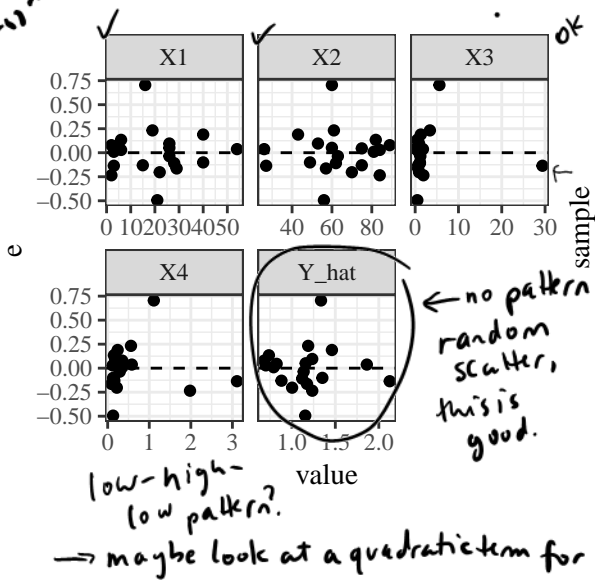 X1 X2 X3
ok
0.75
0.50
0.25
0.00
−0.25
−0.50
0 1020304050 40 60 80 0 10 20 30
e
sample
X4 Y_hat
0.75
0.50
0.25
0.00
−0.25
−0.50
0 1 2 3 1.0 1.5 2.0
value
← no pattern
random
scatter,
this is
good.
low-high-
low pattern?
→ maybe look at a quadratic term for